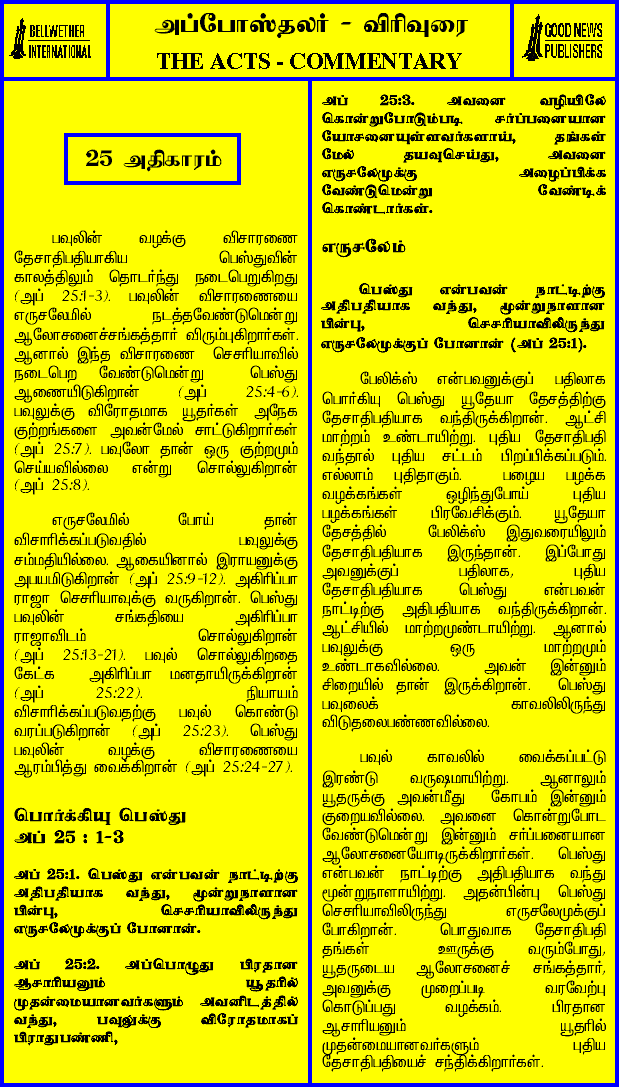 BELLWETHER
INTERNATIONAL
அப்போஸ்தலர் - விரிவுரை
THE ACTS - COMMENTARY
GOOD NEWS
PUBLISHERS
25 அதிகாரம்
பவுலின் வழக்கு விசாரணை
தேசாதிபதியாகிய பெஸ்துவின்
காலத்திலும் தொடர்ந்து நடைபெறுகிறது
(அப் 25:1-3). பவுலின் விசாரணையை
எருசலேமில் நடத்தவேண்டுமென்று
ஆலோசனைச்சங்கத்தார் விரும்புகிறார்கள்.
ஆனால் இந்த விசாரணை செசரியாவில்
நடைபெற வேண்டுமென்று பெஸ்து
ஆணையிடுகிறான் (அப் 25:4-6).
பவுலுக்கு விரோதமாக யூதர்கள் அநேக
குற்றங்களை அவன்மேல் சாட்டுகிறார்கள்
(அப் 25:7). பவுலோ தான் ஒரு குற்றமும்
செய்யவில்லை என்று சொல்லுகிறான்
(அப் 25:8).
எருசலேமில் போய் தான்
விசாரிக்கப்படுவதில் பவுலுக்கு
சம்மதியில்லை. ஆகையினால் இராயனுக்கு
அபயமிடுகிறான் (அப் 25:9-12). அகிரிப்பா
ராஜா செசரியாவுக்கு வருகிறான். பெஸ்து
பவுலின் சங்கதியை அகிரிப்பா
ராஜாவிடம் சொல்லுகிறான்
(அப் 25:13-21). பவுல் சொல்லுகிறதை
கேட்க அகிரிப்பா மனதாயிருக்கிறான்
(அப் 25:22). நியாயம்
விசாரிக்கப்படுவதற்கு பவுல் கொண்டு
வரப்படுகிறான் (அப் 25:23). பெஸ்து
பவுலின் வழக்கு விசாரணையை
ஆரம்பித்து வைக்கிறான் (அப் 25:24-27).
பொர்க்கியு பெஸ்து
அப் 25 : 1-3
அப் 25:1. பெஸ்து என்பவன் நாட்டிற்கு
அதிபதியாக வந்து, மூன்றுநாளான
பின்பு, செசரியாவிலிருந்து
எருசலேமுக்குப் போனான்.
அப் 25:2. அப்பொழுது பிரதான
ஆசாரியனும் யூதரில்
முதன்மையானவர்களும் அவனிடத்தில்
வந்து, பவுலுக்கு விரோதமாகப்
பிராதுபண்ணி,
அப் 25:3. அவனை வழியிலே
கொன்றுபோடும்படி சர்ப்பனையான
யோசனையுள்ளவர்களாய், தங்கள்
மேல் தயவுசெய்து, அவனை
எருசலேமுக்கு அழைப்பிக்க
வேண்டுமென்று வேண்டிக்
கொண்டார்கள்.
எருசலேம்
பெஸ்து என்பவன் நாட்டிற்கு
அதிபதியாக வந்து, மூன்றுநாளான
பின்பு, செசரியாவிலிருந்து
எருசலேமுக்குப் போனான் (அப் 25:1).
பேலிக்ஸ் என்பவனுக்குப் பதிலாக
பொர்கியு பெஸ்து யூதேயா தேசத்திற்கு
தேசாதிபதியாக வந்திருக்கிறான். ஆட்சி
மாற்றம் உண்டாயிற்று. புதிய தேசாதிபதி
வந்தால் புதிய சட்டம் பிறப்பிக்கப்படும்.
எல்லாம் புதிதாகும். பழைய பழக்க
வழக்கங்கள் ஒழிந்துபோய் புதிய
பழக்கங்கள் பிரவேசிக்கும். யூதேயா
தேசத்தில் பேலிக்ஸ் இதுவரையிலும்
தேசாதிபதியாக இருந்தான். இப்போது
அவனுக்குப் பதிலாக, புதிய
தேசாதிபதியாக பெஸ்து என்பவன்
நாட்டிற்கு அதிபதியாக வந்திருக்கிறான்.
ஆட்சியில் மாற்றமுண்டாயிற்று. ஆனால்
பவுலுக்கு ஒரு மாற்றமும்
உண்டாகவில்லை. அவன் இன்னும்
சிறையில் தான் இருக்கிறான். பெஸ்து
பவுலைக் காவலிலிருந்து
விடுதலைபண்ணவில்லை.
பவுல் காவலில் வைக்கப்பட்டு
இரண்டு வருஷமாயிற்று. ஆனாலும்
யூதருக்கு அவன்மீது கோபம் இன்னும்
குறையவில்லை. அவனை கொன்றுபோட
வேண்டுமென்று இன்னும் சர்ப்பனையான
ஆலோசனையோடிருக்கிறார்கள். பெஸ்து
என்பவன் நாட்டிற்கு அதிபதியாக வந்து
மூன்றுநாளாயிற்று. அதன்பின்பு பெஸ்து
செசரியாவிலிருந்து எருசலேமுக்குப்
போகிறான். பொதுவாக தேசாதிபதி
தங்கள் ஊருக்கு வரும்போது,
யூதருடைய ஆலோசனைச் சங்கத்தார்,
அவனுக்கு முறைப்படி வரவேற்பு
கொடுப்பது வழக்கம். பிரதான
ஆசாரியனும் யூதரில்
முதன்மையானவர்களும் புதிய
தேசாதிபதியைச் சந்திக்கிறார்கள்.